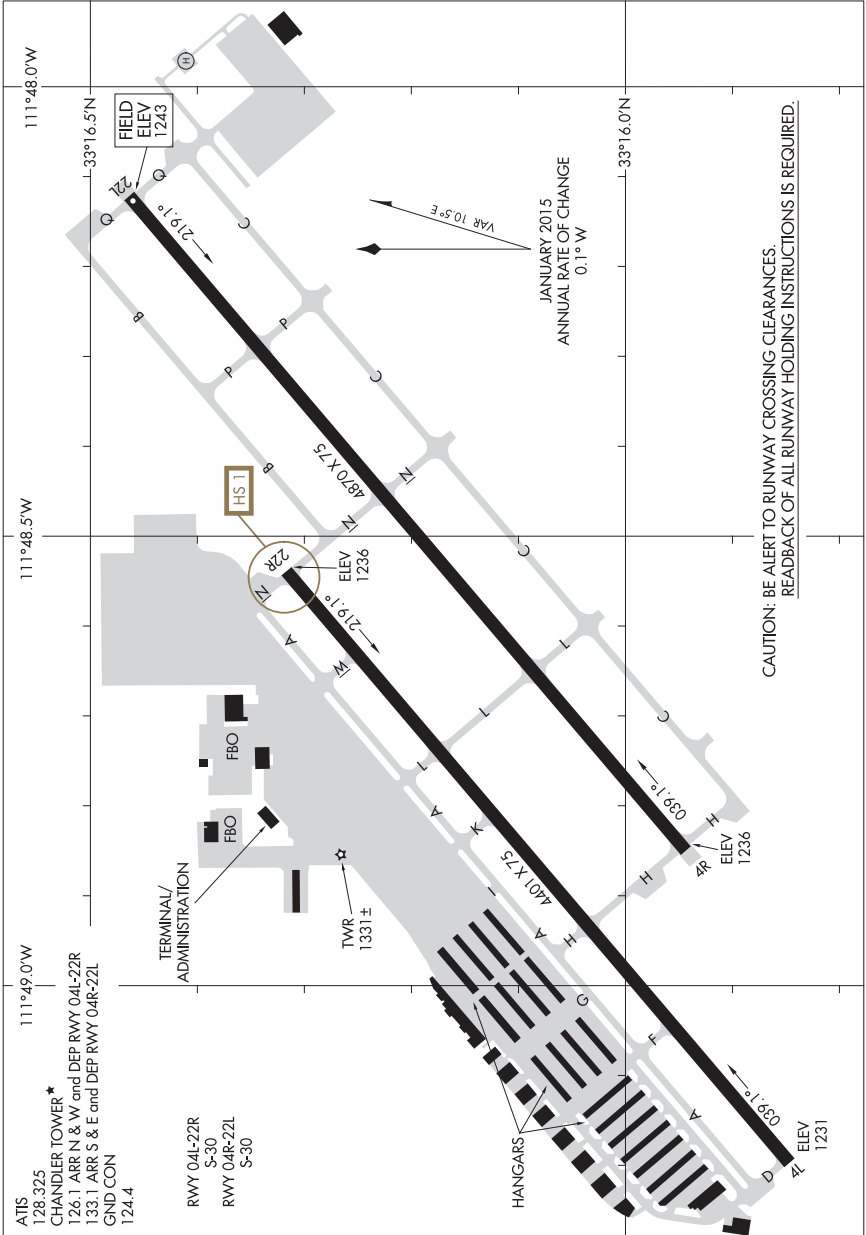 ATIS
128.325
CHANDLER TOWER★
126.1 ARR N & W and DEP RWY 04L-22R
133.1 ARR S & E and DEP RWY 04R-22L
GND CON
124.4
RWY 04L-22R
S-30
RWY 04R-22L
S-30
111°49.0'W
111°48.5'W
111°48.0'W
33°16.5'N
33°16.0'N
FIELD
ELEV
1243
H
22L
219.1°
Q
Q
C
B
P
P
C
B
HS 1
N
N
N
22R
ELEV
1236
219.1°
4870 X 75
A
M
C
L
L
L
C
FBO
FBO
TERMINAL/
ADMINISTRATION
TWR
1331±
A
K
4401 X 75
I
A
H
H
H
039.1°
4R
ELEV
1236
G
F
A
HANGARS
039.1°
D
4L
ELEV
1231
VAR 10.5° E
JANUARY 2015
ANNUAL RATE OF CHANGE
0.1° W
CAUTION: BE ALERT TO RUNWAY CROSSING CLEARANCES.
READBACK OF ALL RUNWAY HOLDING INSTRUCTIONS IS REQUIRED.